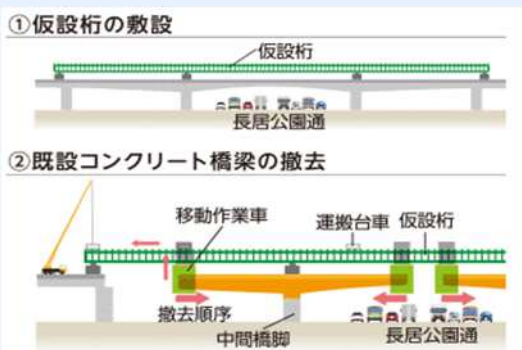 ①仮設桁の敷設
仮設桁
長居公園通
②既設コンクリート橋梁の撤去
移動作業車
運搬台車
仮設桁
撤去順序
中間橋脚
長居公園通